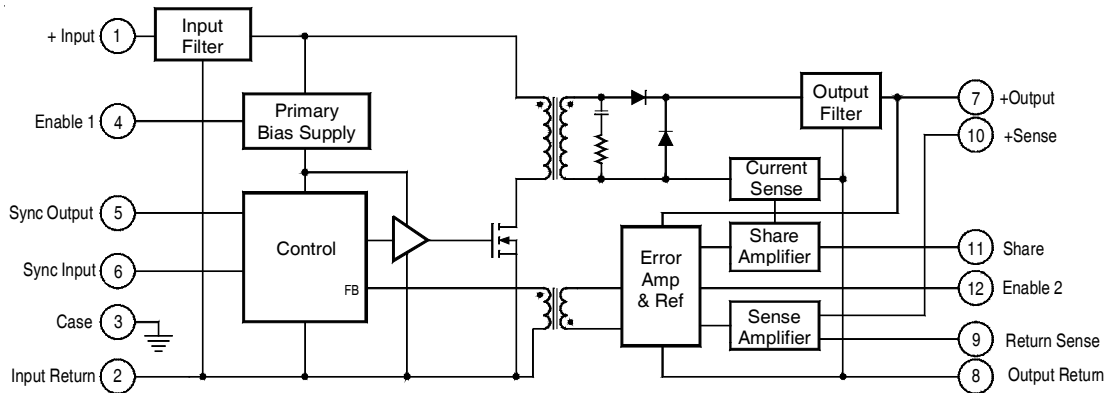 + Input 1 Input Filter
Enable 1 4 Primary Bias Supply
Output Filter 7 +Output
10 +Sense
Current Sense
Sync Output 5
Control
Sync Input 6
FB
Error Amp & Ref
Share Amplifier 11 Share
12 Enable 2
Case 3
Sense Amplifier
9 Return Sense
Input Return 2
8 Output Return